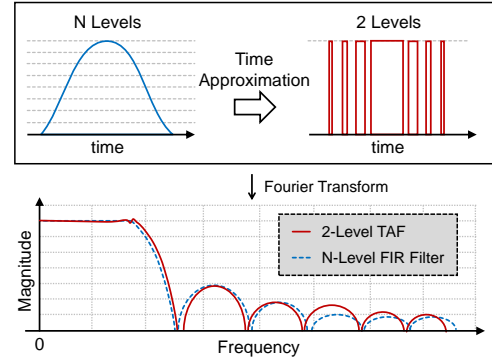 N Levels
2 Levels
Time
Approximation
time
time
Fourier Transform
Magnitude
2-Level TAF
N-Level FIR Filter
0
Frequency